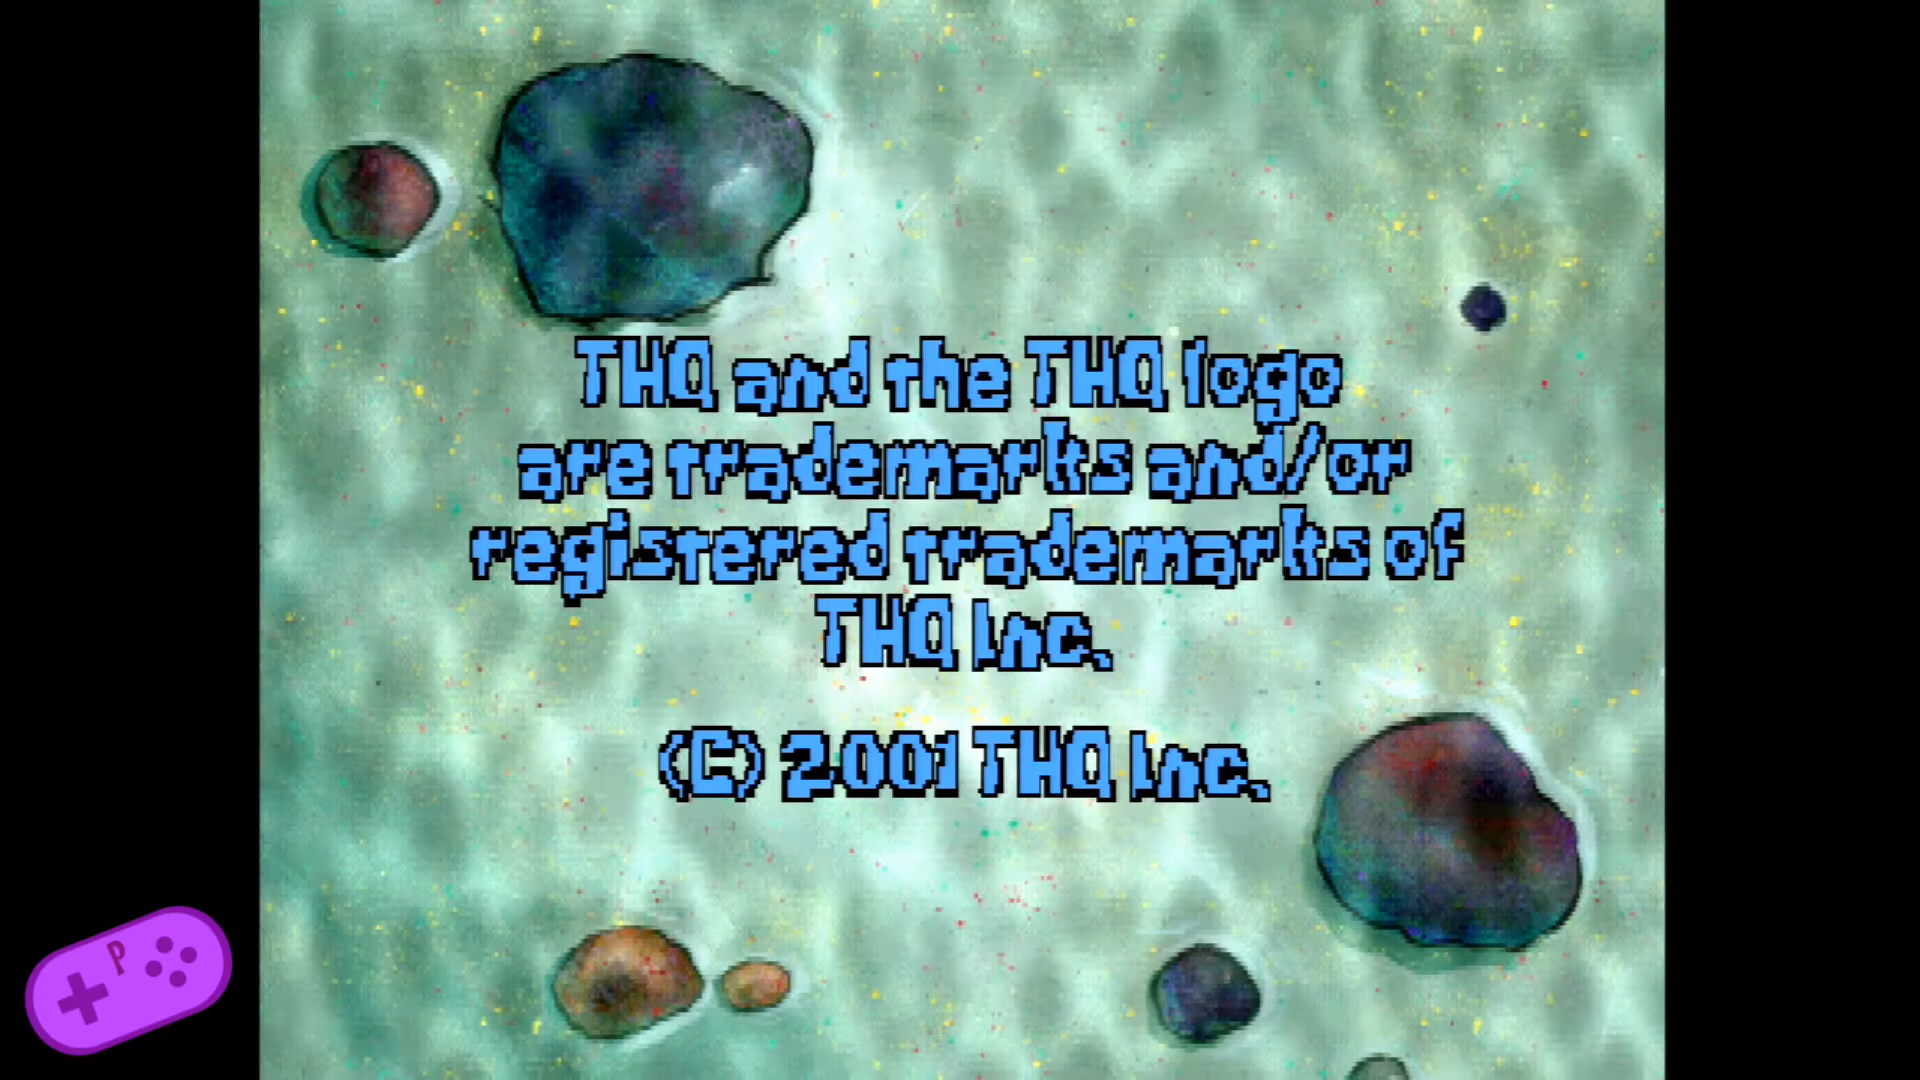 THQ and the THQ logo
are trademarks and/or
registered trademarks of
THQ Inc.
(C) 2001 THQ Inc.
P